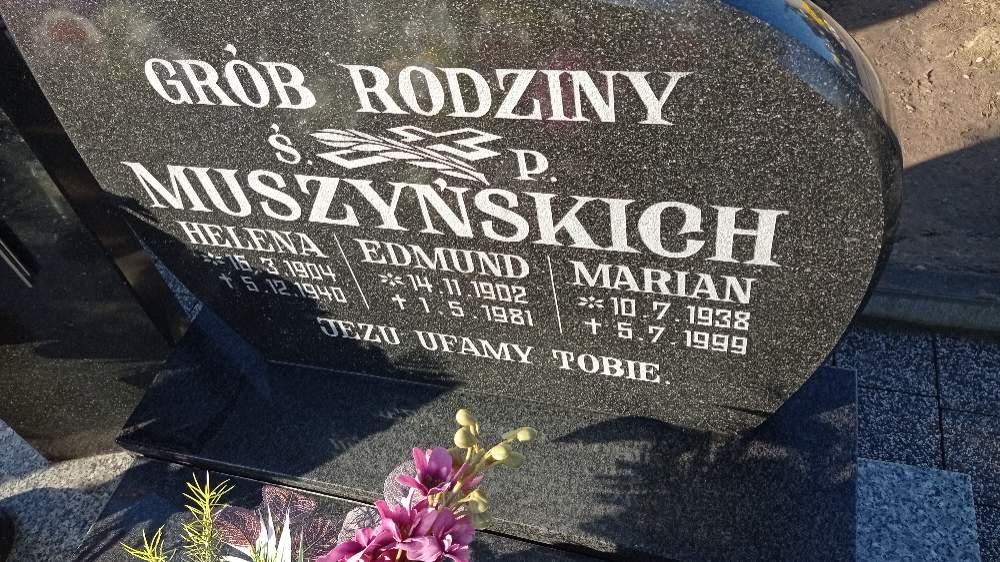 GRÓB RODZINY
Ś. P.
MUSZYŃSKICH
HELENA EDMUND MARIAN
* 15.3.1904 * 14.11.1902 * 10.7.1938
+ 5.12.1940 + 1.5.1981 + 5.7.1999
JEZU UFAMY TOBIE.